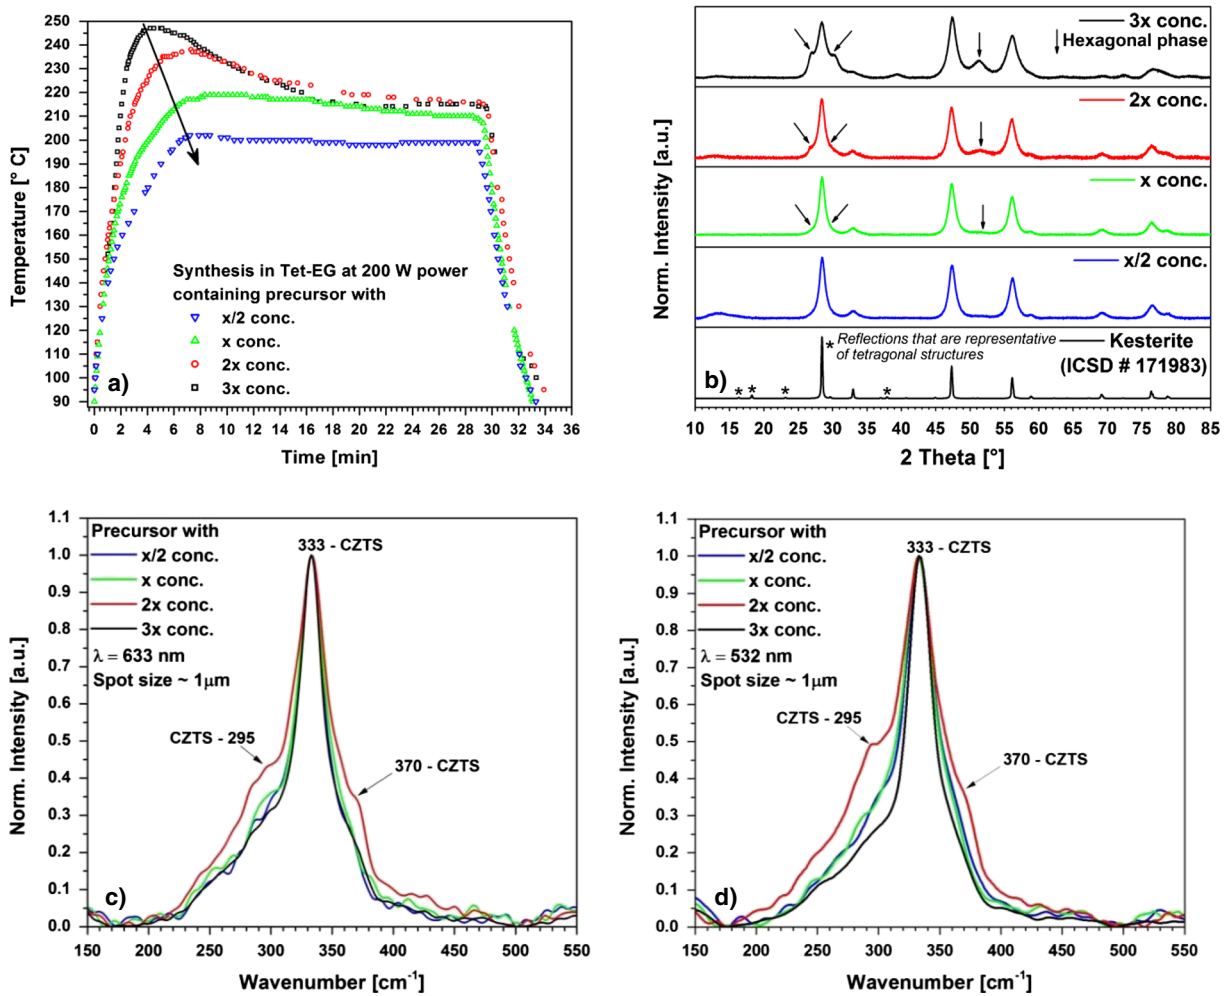 250
240
230
220
210
200
190
180
170
160
150
140
130
120
110
100
90
Temperature [° C]
Synthesis in Tet-EG at 200 W power
containing precursor with
x/2 conc.
x conc.
2x conc.
3x conc.
a)
0 2 4 6 8 10 12 14 16 18 20 22 24 26 28 30 32 34 36
Time [min]
Norm. Intensity [a.u.]
3x conc.
Hexagonal phase
2x conc.
x conc.
x/2 conc.
* Reflections that are representative
of tetragonal structures
Kesterite
(ICSD # 171983)
b)
* * * *
10 15 20 25 30 35 40 45 50 55 60 65 70 75 80 85
2 Theta [°]
1.1
1.0
0.9
0.8
0.7
0.6
0.5
0.4
0.3
0.2
0.1
0.0
Norm. Intensity [a.u.]
Precursor with
x/2 conc.
x conc.
2x conc.
3x conc.
λ = 633 nm
Spot size ~ 1μm
333 - CZTS
CZTS - 295
370 - CZTS
c)
150 200 250 300 350 400 450 500 550
Wavenumber [cm-1]
1.1
1.0
0.9
0.8
0.7
0.6
0.5
0.4
0.3
0.2
0.1
0.0
Norm. Intensity [a.u.]
Precursor with
x/2 conc.
x conc.
2x conc.
3x conc.
λ = 532 nm
Spot size ~ 1μm
333 - CZTS
CZTS - 295
370 - CZTS
d)
150 200 250 300 350 400 450 500 550
Wavenumber [cm-1]